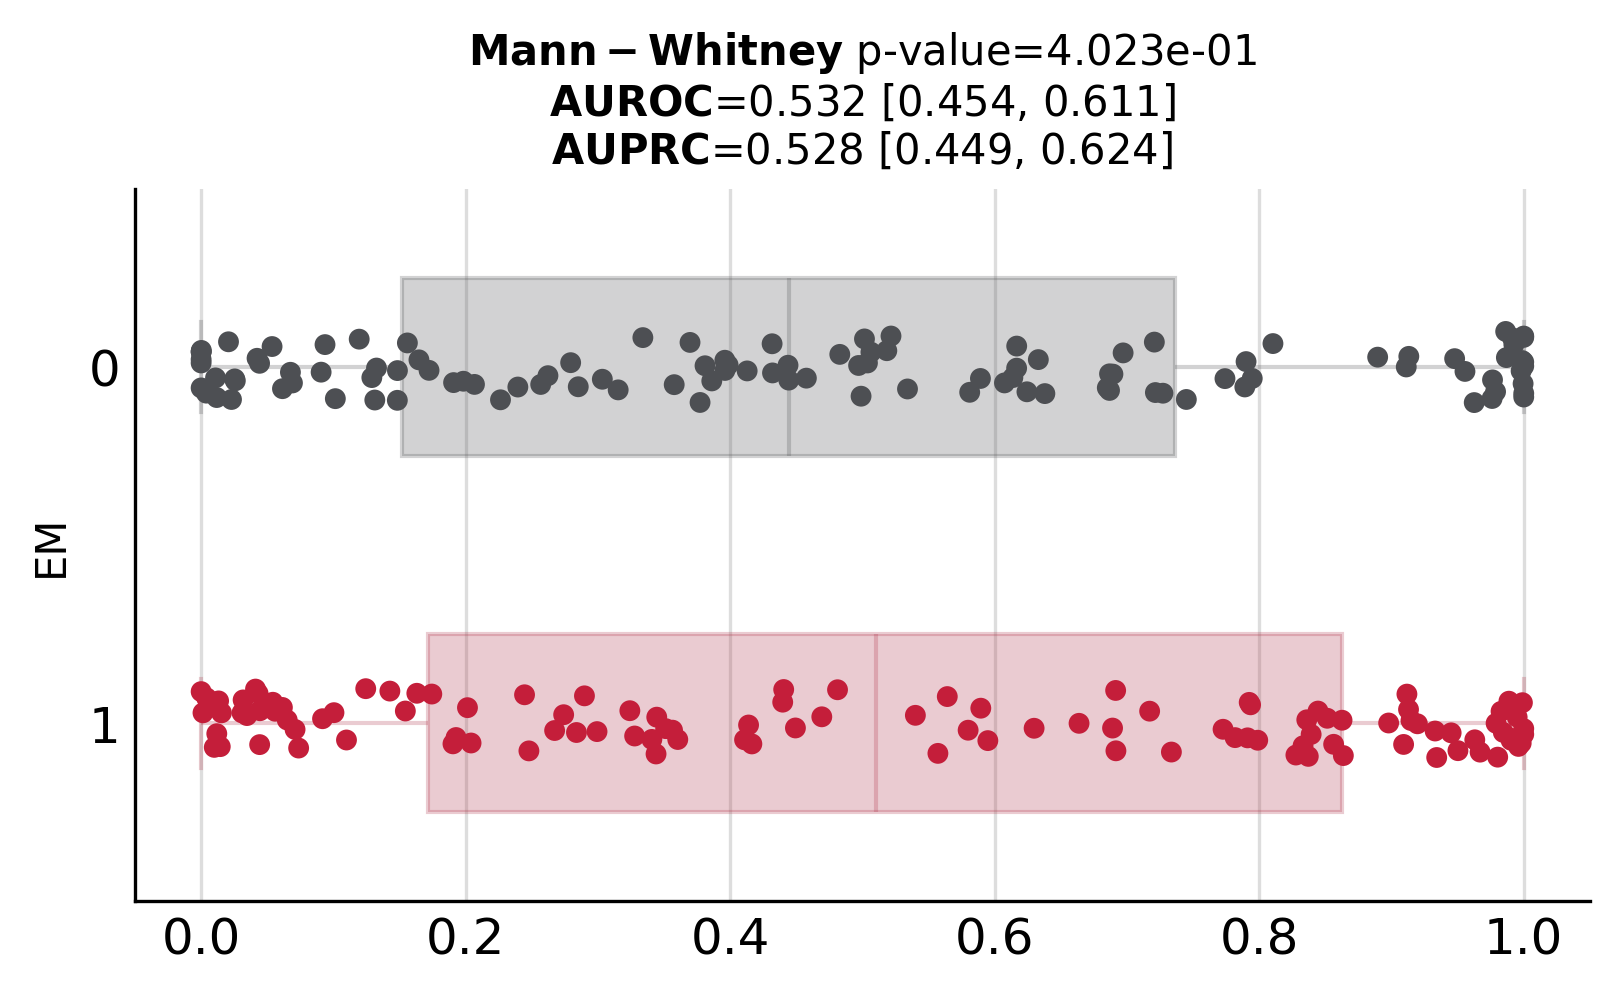 Mann − Whitney p-value=4.023e-01
AUROC=0.532 [0.454, 0.611]
AUPRC=0.528 [0.449, 0.624]
0
EM
1
0.0 0.2 0.4 0.6 0.8 1.0